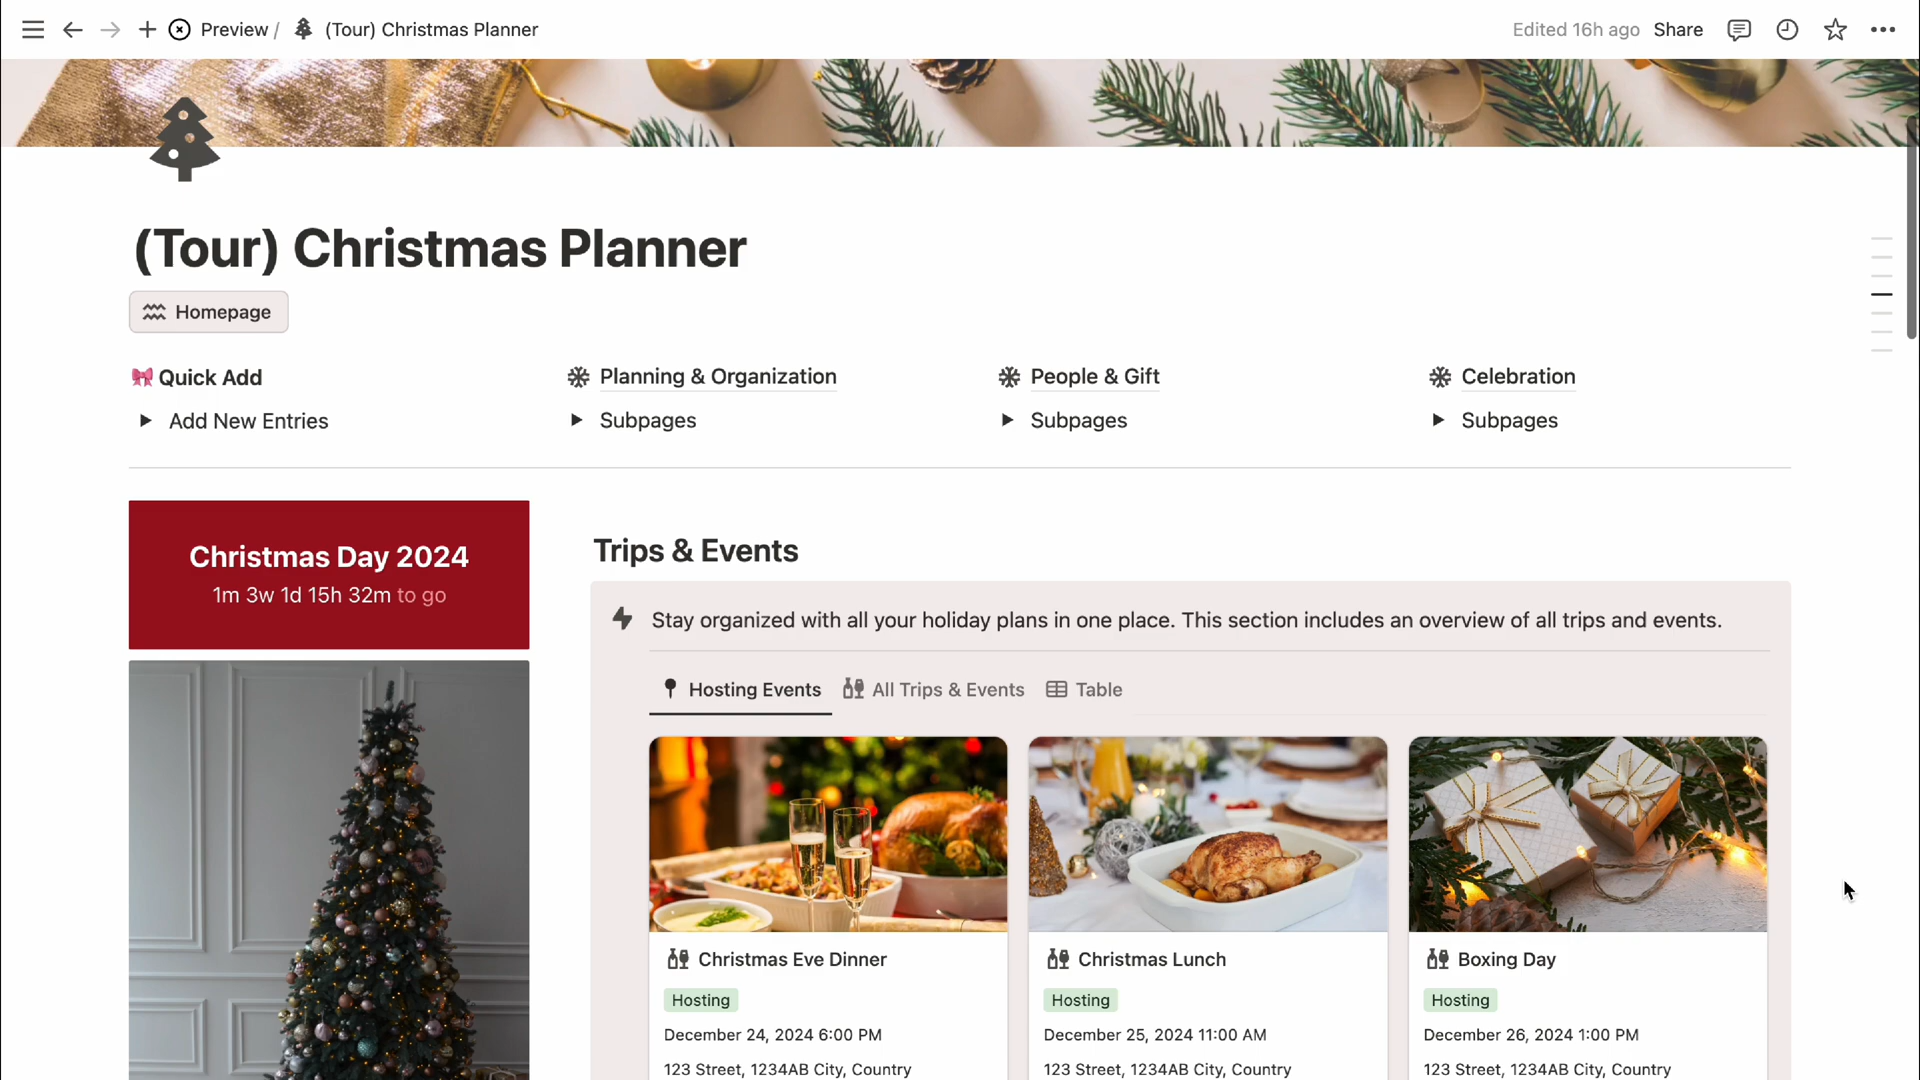 Preview / (Tour) Christmas Planner
Edited 16h ago Share
(Tour) Christmas Planner
Homepage
Quick Add
Add New Entries
Planning & Organization
Subpages
People & Gift
Subpages
Celebration
Subpages
Christmas Day 2024
1m 3w 1d 15h 32m to go
Trips & Events
Stay organized with all your holiday plans in one place. This section includes an overview of all trips and events.
Hosting Events All Trips & Events Table
Christmas Eve Dinner
Hosting
December 24, 2024 6:00 PM
123 Street, 1234AB City, Country
Christmas Lunch
Hosting
December 25, 2024 11:00 AM
123 Street, 1234AB City, Country
Boxing Day
Hosting
December 26, 2024 1:00 PM
123 Street, 1234AB City, Country